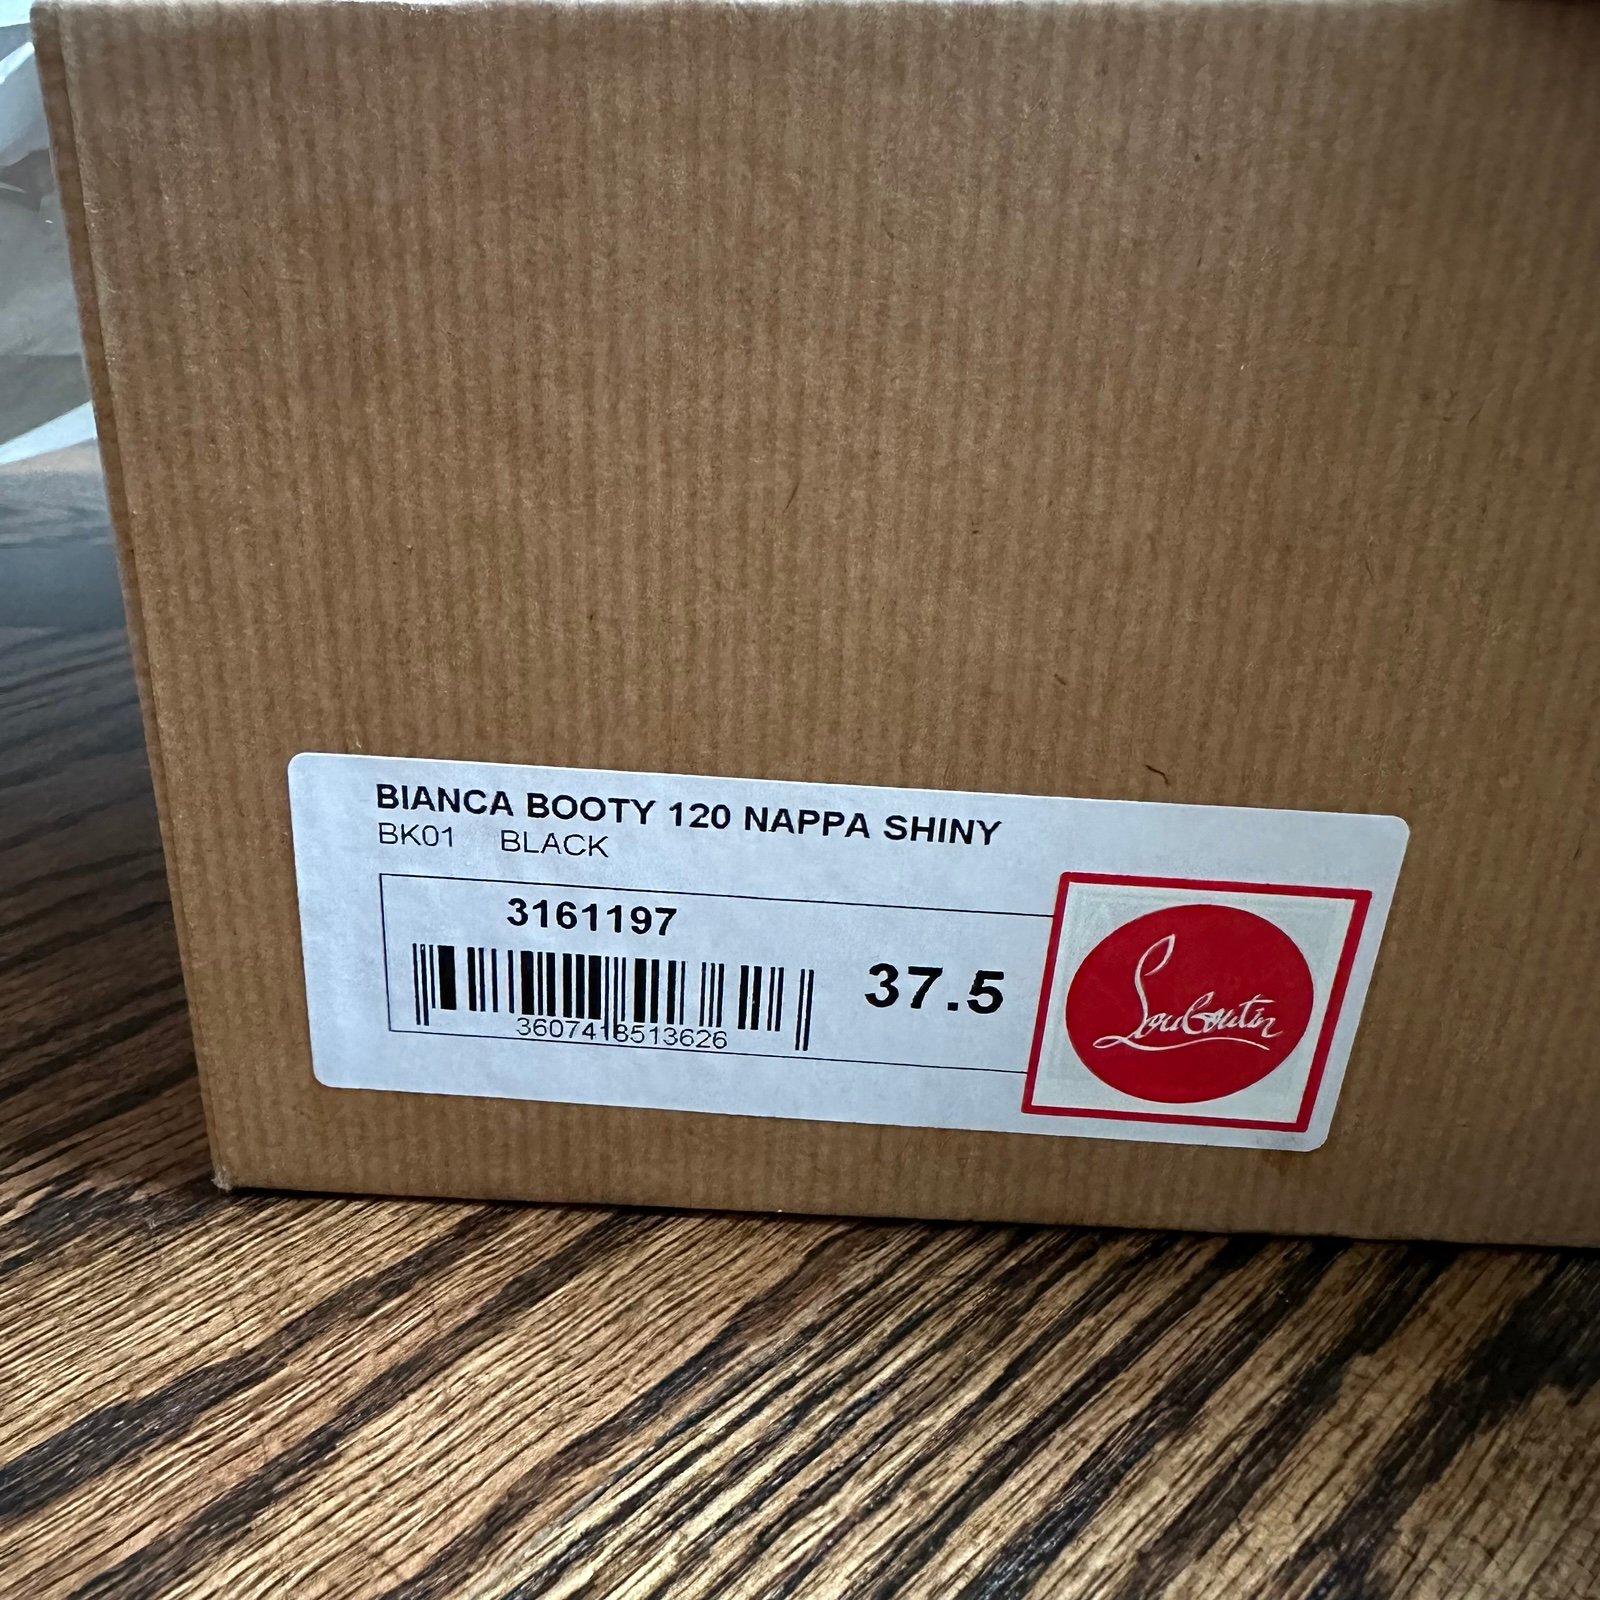 BIANCA BOOTY 120 NAPPA SHINY
BK01 BLACK
3161197
37.5
3607418513626
Louboutin